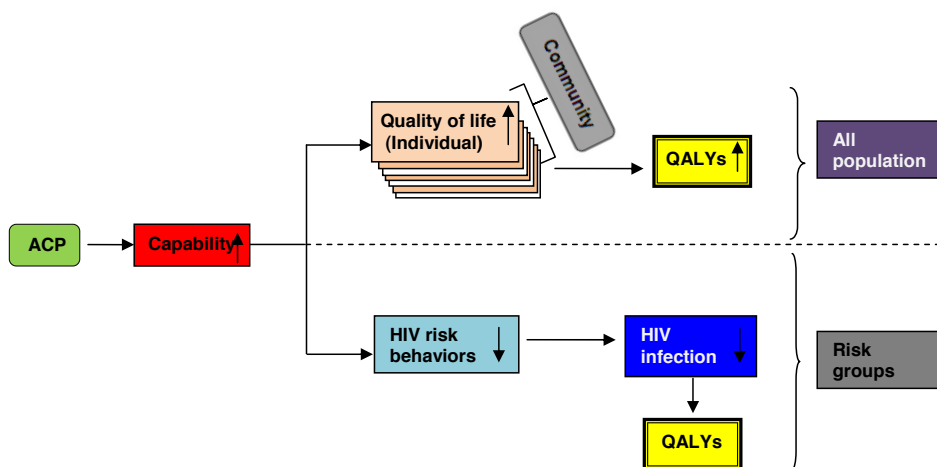 Community
Quality of life
(Individual)
QALYs
All
population
ACP
Capability
HIV risk
behaviors
HIV
infection
Risk
groups
QALYs